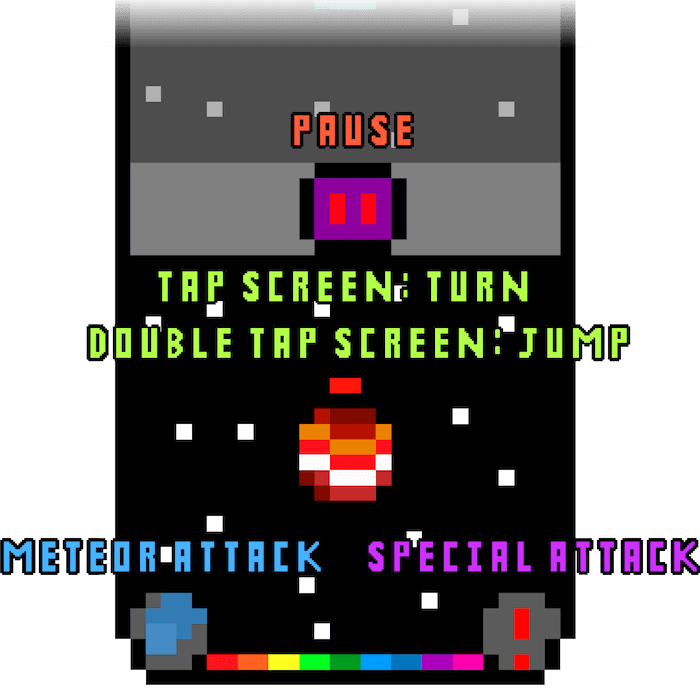 PAUSE
TAP SCREEN: TURN
DOUBLE TAP SCREEN: JUMP
METEOR ATTACK SPECIAL ATTACK
!